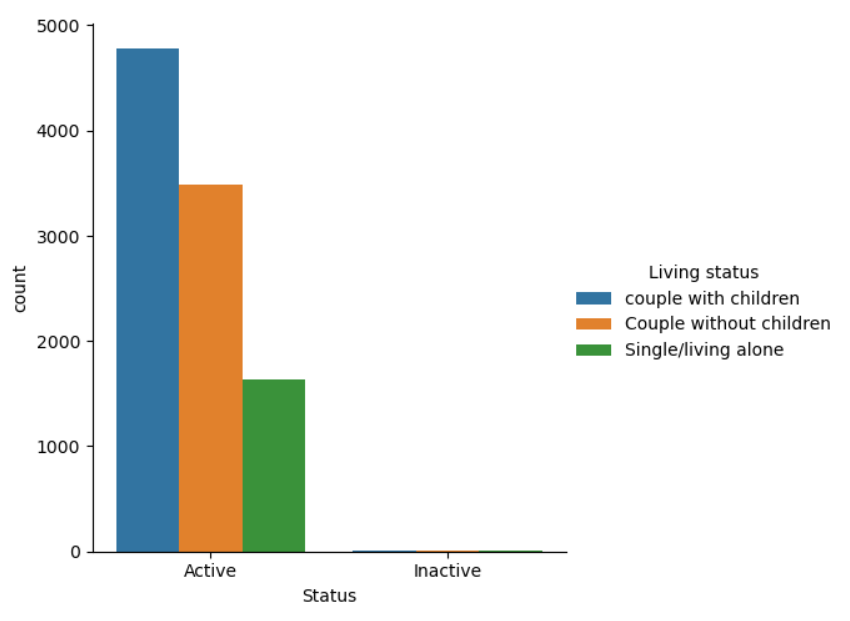 5000
4000
3000
2000
1000
0
count
Active
Inactive
Status
Living status
couple with children
Couple without children
Single/living alone